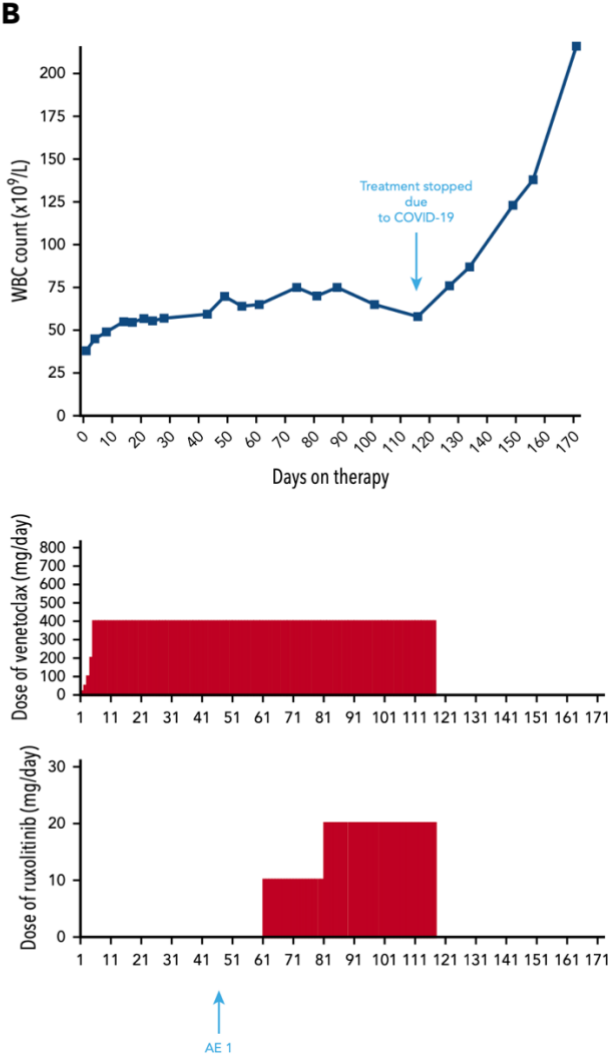 B
WBC count (x10⁹/L)
200
175
150
125
100
75
50
25
0
Treatment stopped
due
to COVID-19
0 10 20 30 40 50 60 70 80 90 100 110 120 130 140 150 160 170
Days on therapy
Dose of venetoclax (mg/day)
800
700
600
500
400
300
200
100
0
1 11 21 31 41 51 61 71 81 91 101 111 121 131 141 151 161 171
Dose of ruxolitinib (mg/day)
30
20
10
0
1 11 21 31 41 51 61 71 81 91 101 111 121 131 141 151 161 171
AE 1